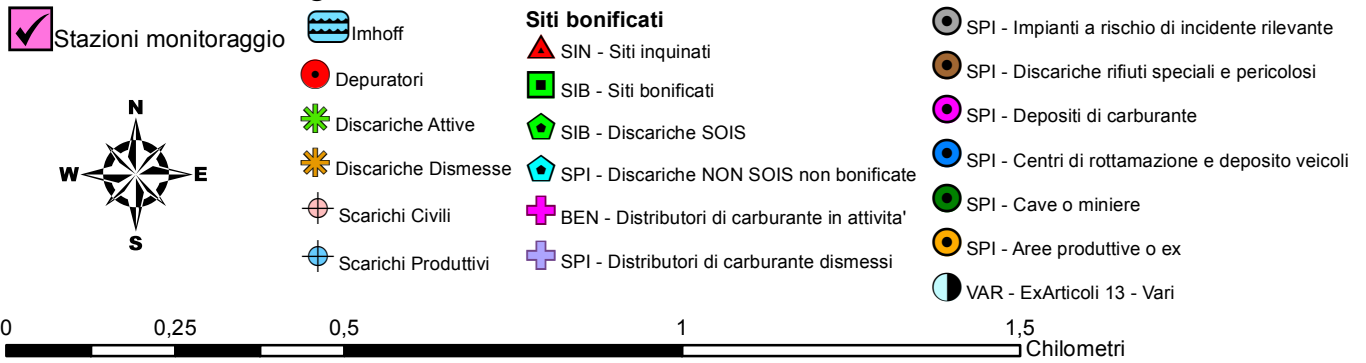 Stazioni monitoraggio
N
W
E
S
Imhoff
Depuratori
Discariche Attive
Discariche Dismesse
Scarichi Civili
Scarichi Produttivi
Siti bonificati
SIN - Siti inquinati
SIB - Siti bonificati
SIB - Discariche SOIS
SPI - Discariche NON SOIS non bonificate
BEN - Distributori di carburante in attivita'
SPI - Distributori di carburante dismessi
SPI - Impianti a rischio di incidente rilevante
SPI - Discariche rifiuti speciali e pericolosi
SPI - Depositi di carburante
SPI - Centri di rottamazione e deposito veicoli
SPI - Cave o miniere
SPI - Aree produttive o ex
VAR - ExArticoli 13 - Vari
0 0,25 0,5 1 1,5
Chilometri